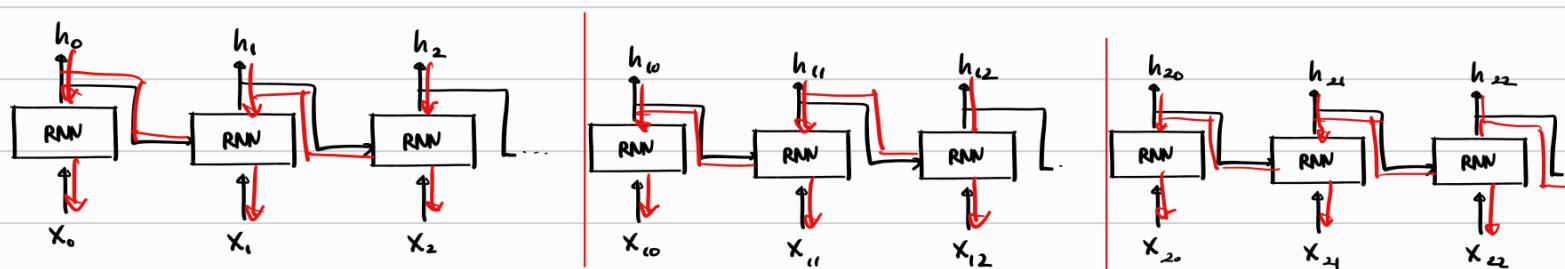 h₀ h₁ h₂ h₁₀ h₁₁ h₁₂ h₂₀ h₂₁ h₂₂
RNN RNN RNN RNN RNN RNN RNN RNN RNN
X₀ X₁ X₂ X₁₀ X₁₁ X₁₂ X₂₀ X₂₁ X₂₂